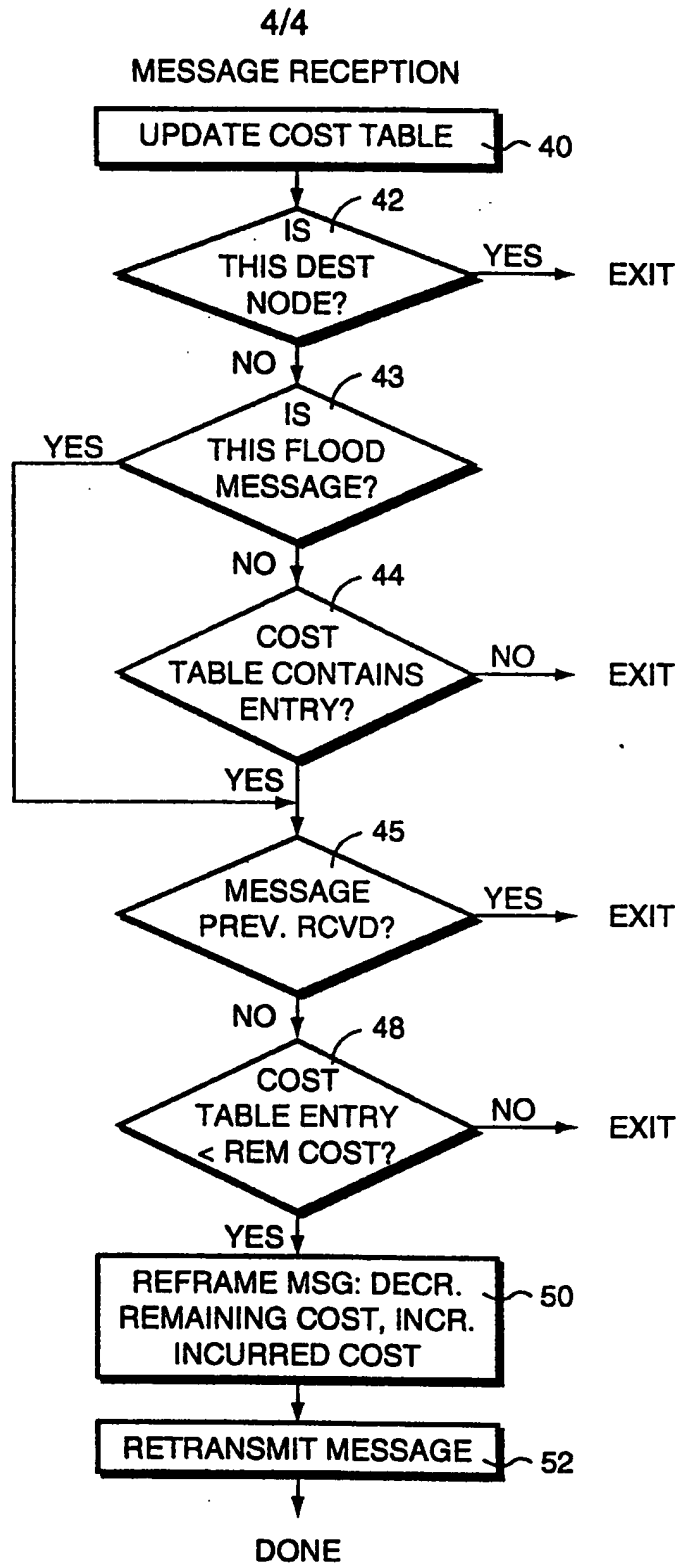 4/4
MESSAGE RECEPTION
UPDATE COST TABLE
40
42
IS
THIS DEST
NODE?
YES
EXIT
NO
43
IS
THIS FLOOD
MESSAGE?
YES
NO
44
COST
TABLE CONTAINS
ENTRY?
NO
EXIT
YES
45
MESSAGE
PREV. RCVD?
YES
EXIT
NO
48
COST
TABLE ENTRY
< REM COST?
NO
EXIT
YES
REFRAME MSG: DECR.
REMAINING COST, INCR.
INCURRED COST
50
RETRANSMIT MESSAGE
52
DONE